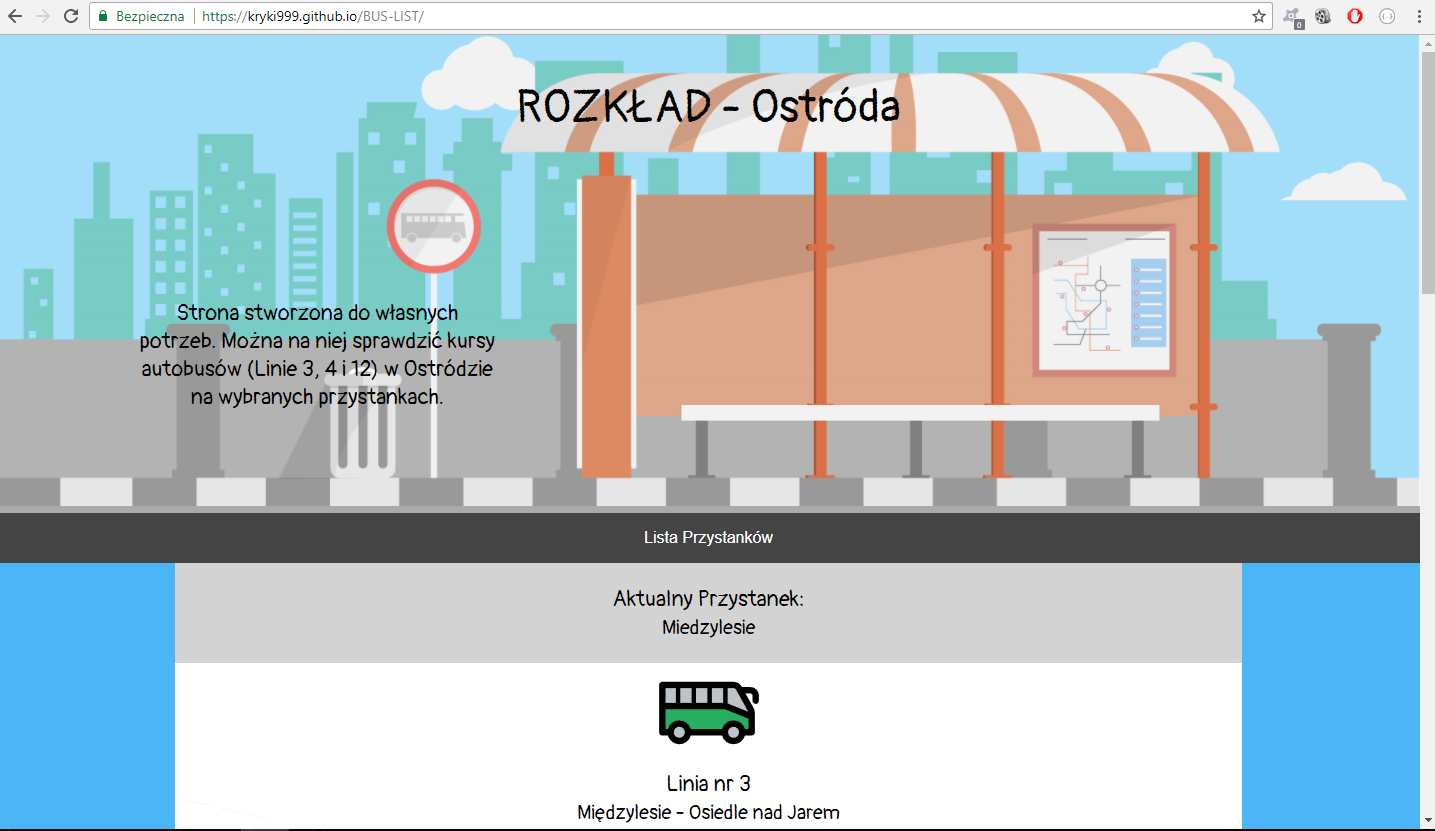 Bezpieczna
https://kryki999.github.io/BUS-LIST/
0
ROZKŁAD - Ostróda
Strona stworzona do własnych
potrzeb. Można na niej sprawdzić kursy
autobusów (Linie 3, 4 i 12) w Ostródzie
na wybranych przystankach.
Lista Przystanków
Aktualny Przystanek:
Miedzylesie
Linia nr 3
Międzylesie - Osiedle nad Jarem